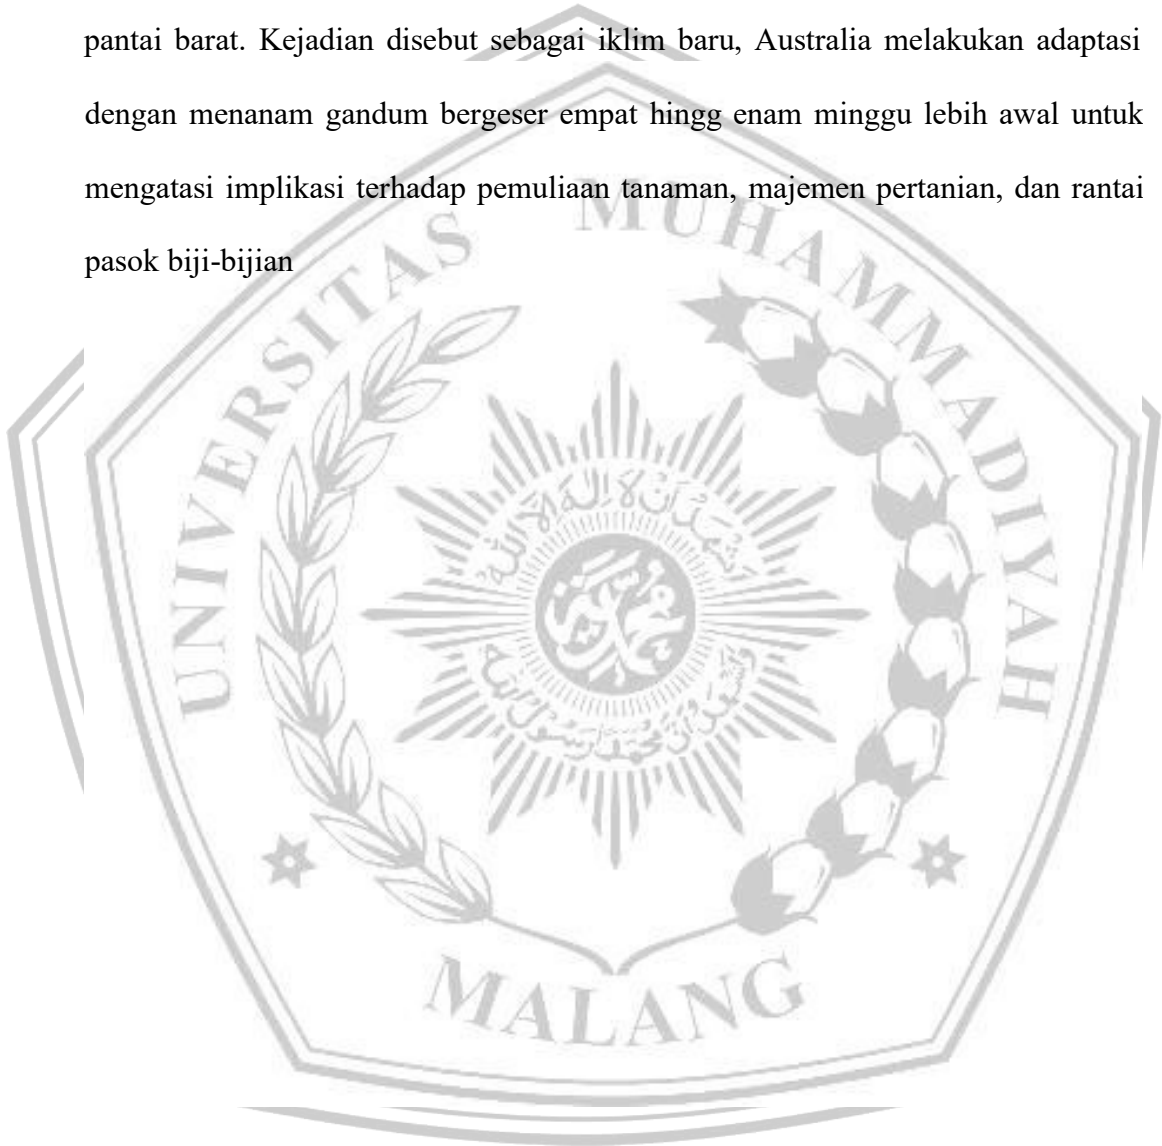 pantai barat. Kejadian disebut sebagai iklim baru, Australia melakukan adaptasi
dengan menanam gandum bergeser empat hingg enam minggu lebih awal untuk
mengatasi implikasi terhadap pemuliaan tanaman, majemen pertanian, dan rantai
pasok biji-bijian
UNIVERSITAS MUHAMMADIYAH
MALANG